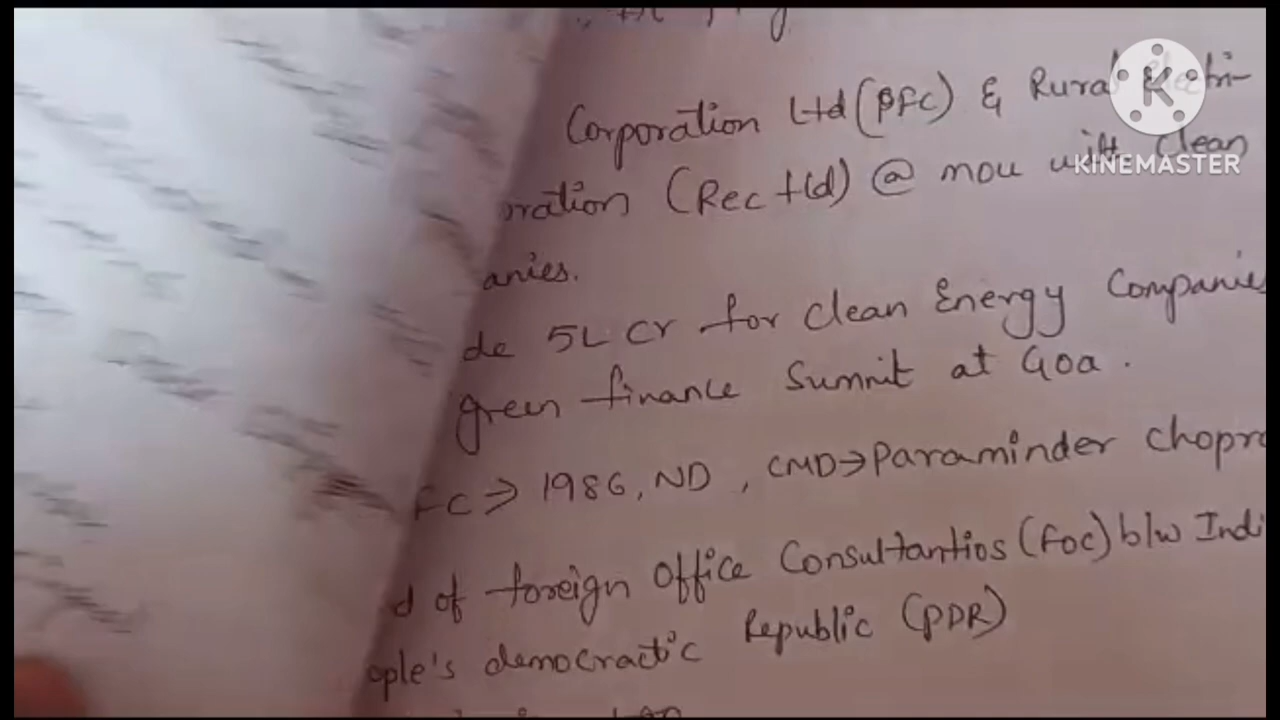 Corporation Ltd (PFC) & Rural
ration (Rec Ltd) @ mou with clean
anies.
de 5L Cr for clean Energy Companies
green finance Summit at Goa.
FC → 1986, ND, CMD → Paraminder Chopra
d of foreign Office Consultantios (FOC) b/w Indi
ople's democractic Republic (PDR)
K
KINEMASTER